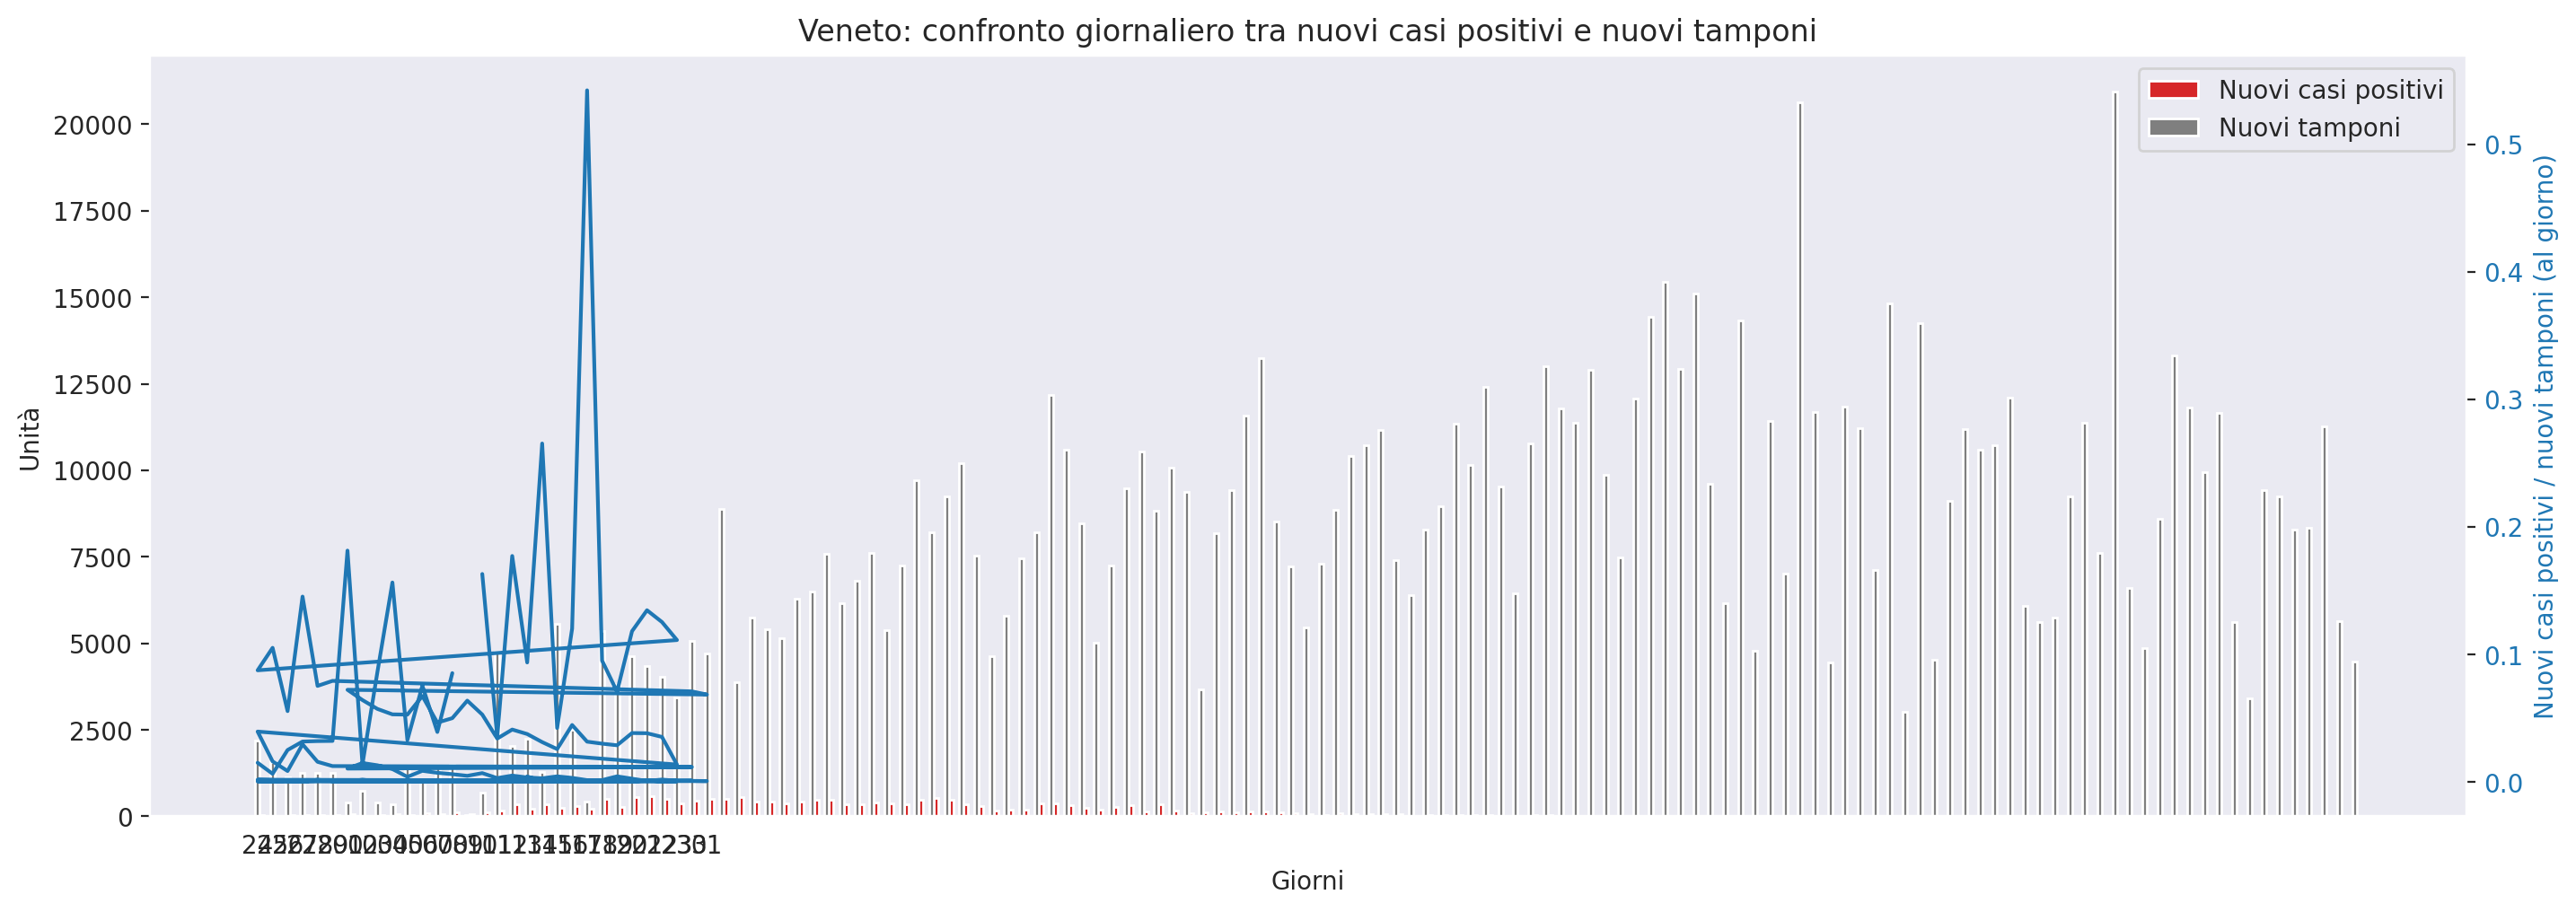 Veneto: confronto giornaliero tra nuovi casi positivi e nuovi tamponi
Nuovi casi positivi
Nuovi tamponi
20000
17500
15000
12500
10000
7500
5000
2500
0
Unità
0.5
0.4
0.3
0.2
0.1
0.0
Nuovi casi positivi / nuovi tamponi (al giorno)
Giorni